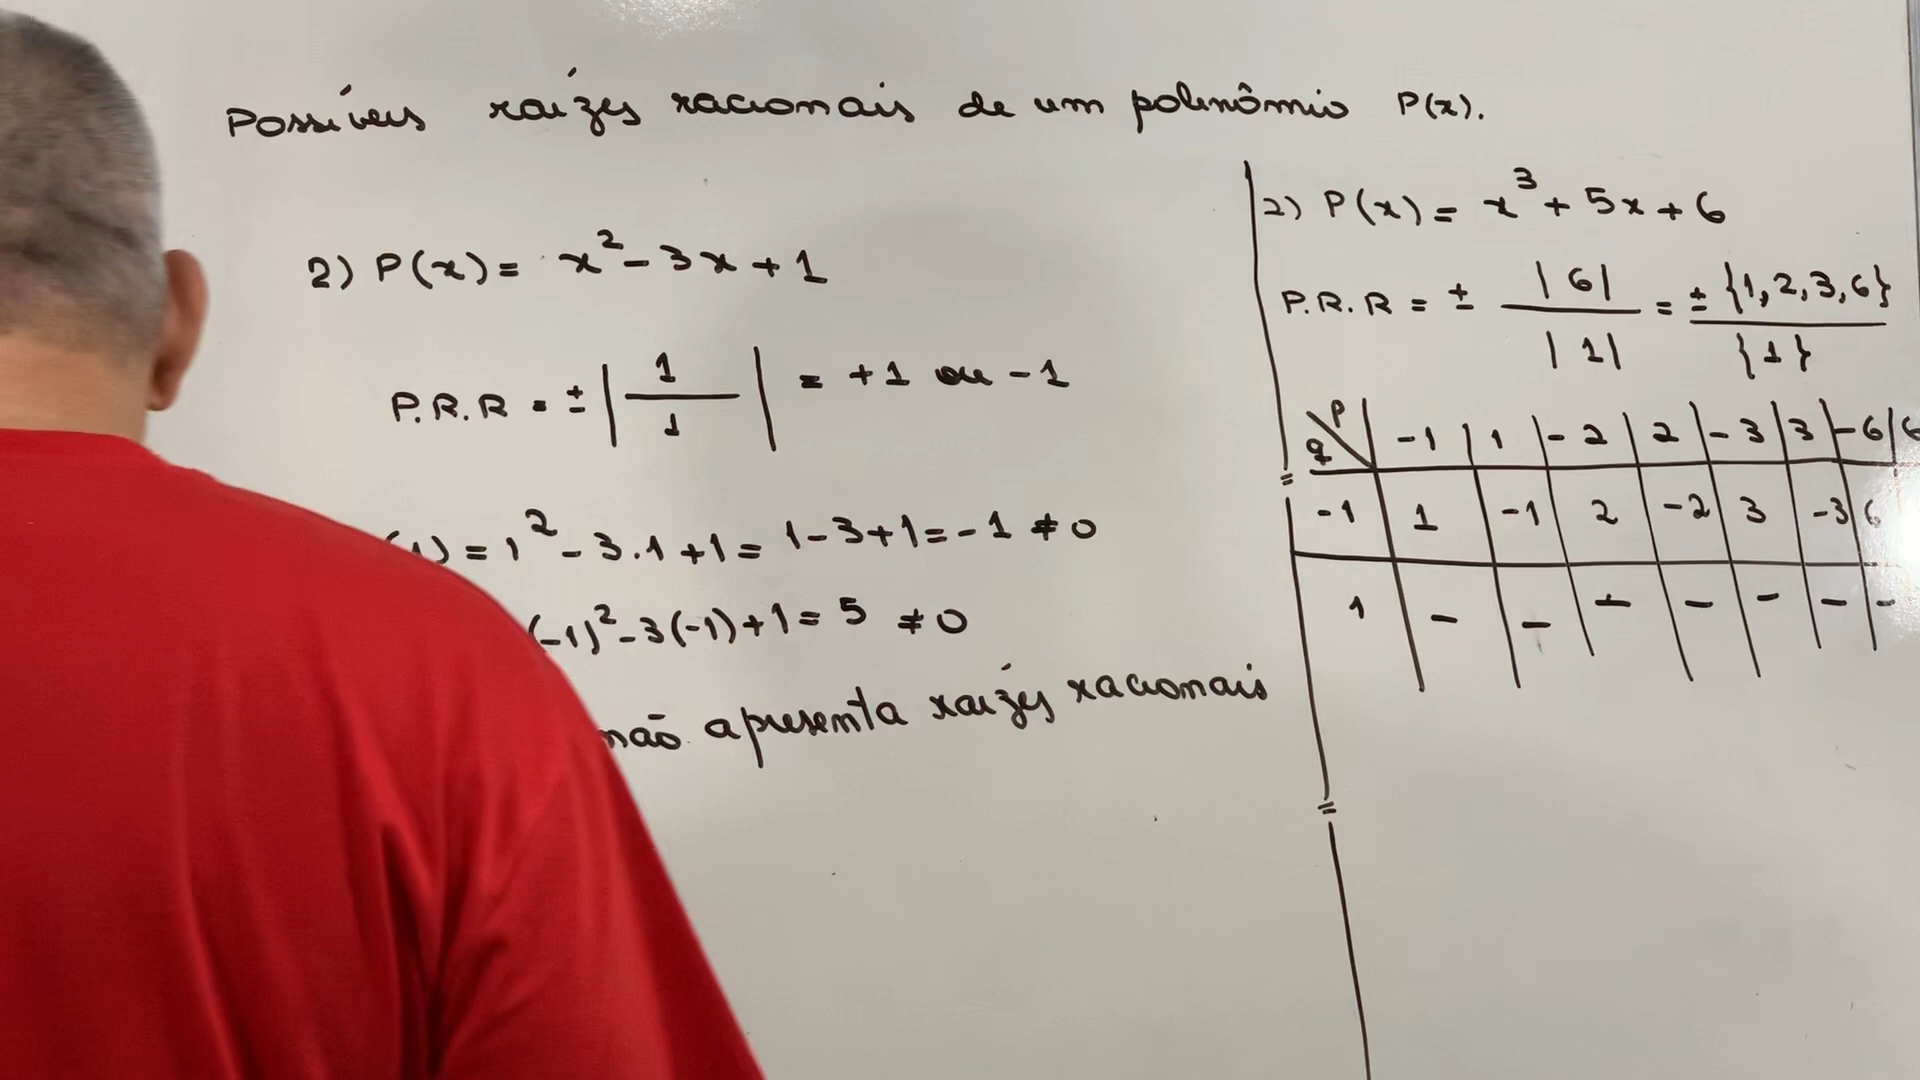 Possíveis raízes racionais de um polinômio P(x).
2) P(x) = x² - 3x + 1
P.R.R = ± | 1/1 | = +1 ou -1
(1) = 1² - 3.1 + 1 = 1 - 3 + 1 = -1 ≠ 0
(-1)² - 3(-1) + 1 = 5 ≠ 0
não apresenta raízes racionais
2) P(x) = x³ + 5x + 6
P.R.R = ± |6| / |1| = ± {1, 2, 3, 6} / {1}
q \ P | -1 | 1 | -2 | 2 | -3 | 3 | -6 | 6
-1 | 1 | -1 | 2 | -2 | 3 | -3 | 6
1 | - | - | - | - | - | - | -